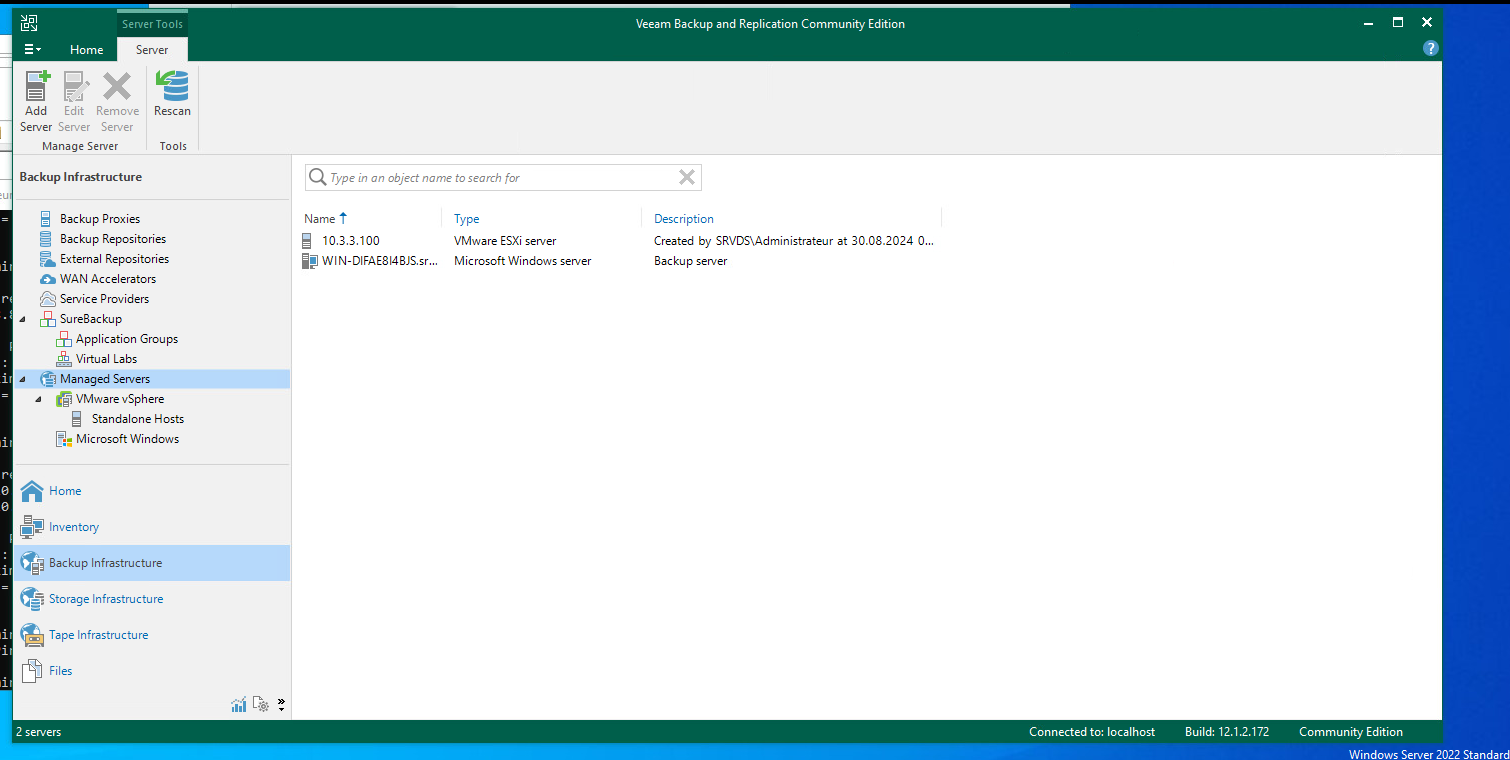 Server Tools
Veeam Backup and Replication Community Edition
Home
Server
Add Server
Edit Server
Remove Server
Rescan
Manage Server
Tools
Backup Infrastructure
Backup Proxies
Backup Repositories
External Repositories
WAN Accelerators
Service Providers
SureBackup
Application Groups
Virtual Labs
Managed Servers
VMware vSphere
Standalone Hosts
Microsoft Windows
Home
Inventory
Backup Infrastructure
Storage Infrastructure
Tape Infrastructure
Files
Type in an object name to search for
Name Type Description
10.3.3.100 VMware ESXi server Created by SRVDS\Administrateur at 30.08.2024 0...
WIN-DIFAE8I4BJS.sr... Microsoft Windows server Backup server
2 servers
Connected to: localhost
Build: 12.1.2.172
Community Edition
Windows Server 2022 Standard